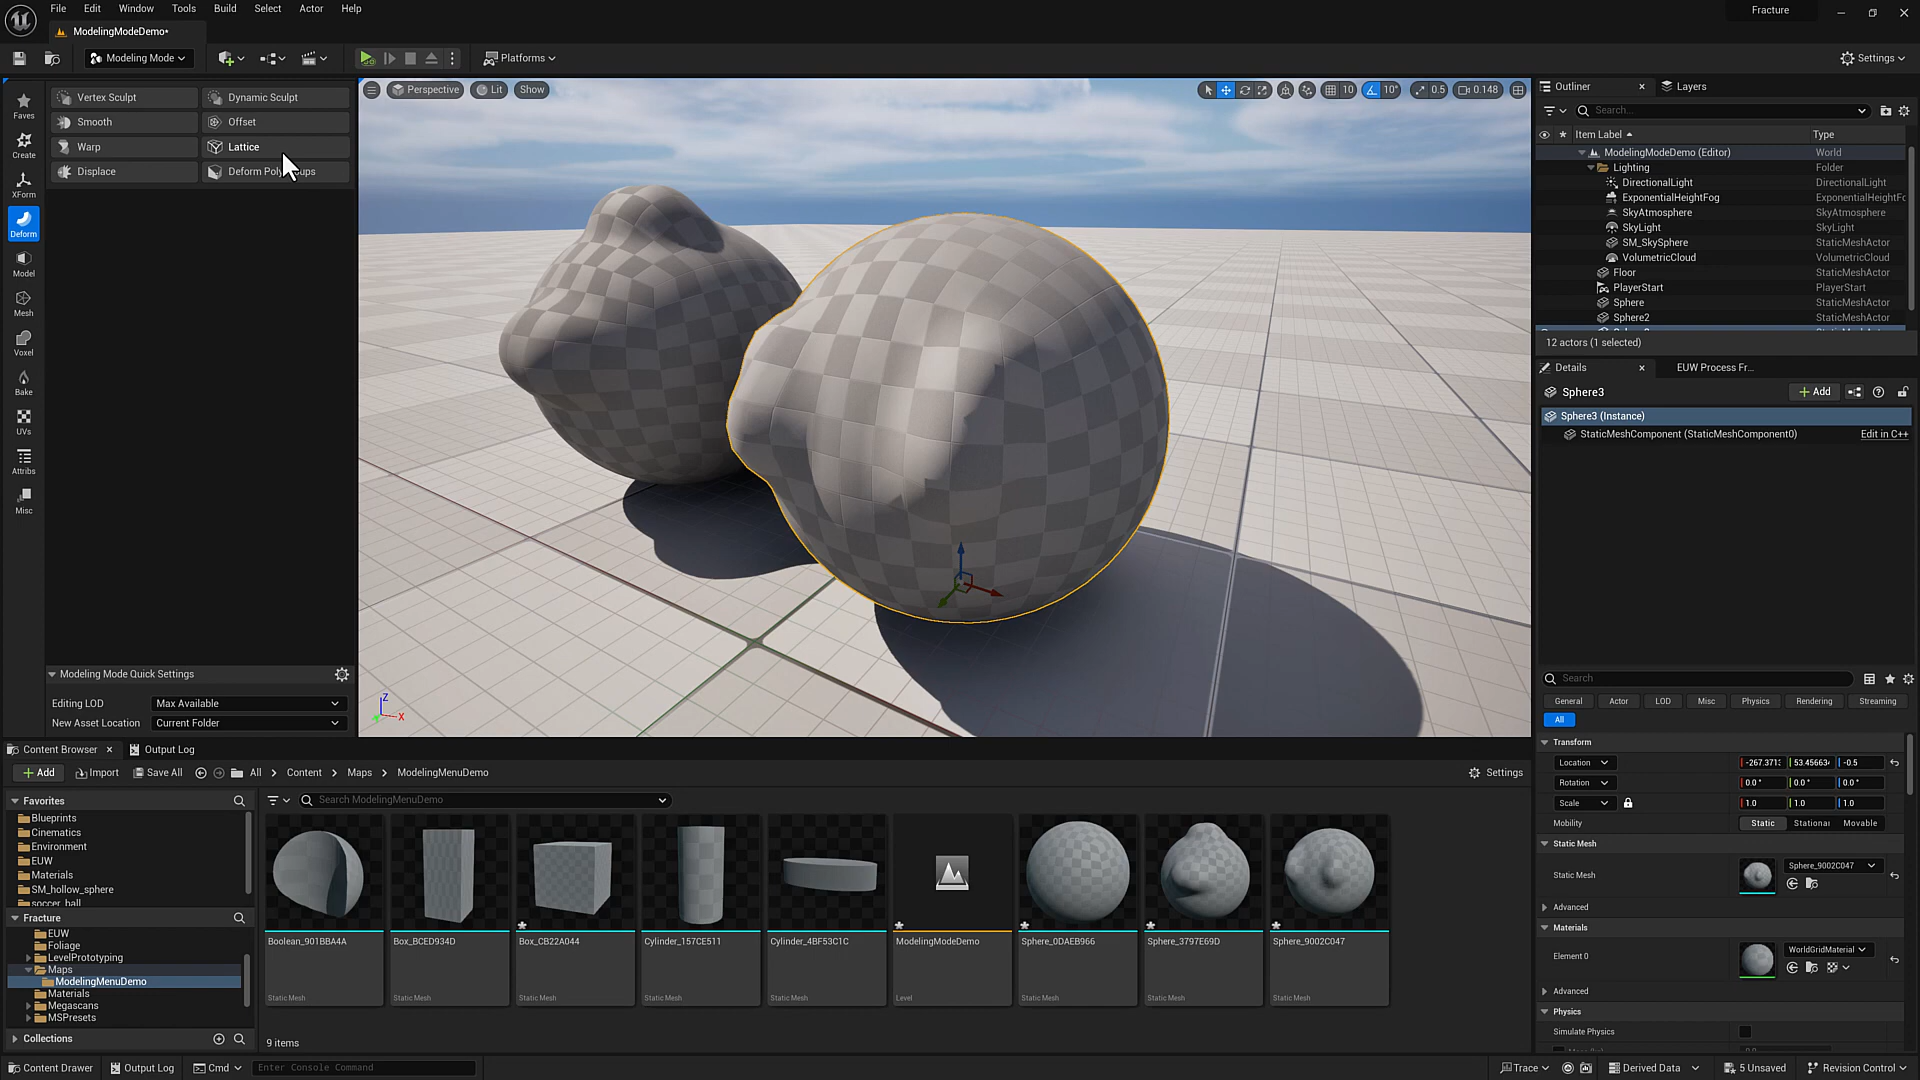 File Edit Window Tools Build Select Actor Help
Fracture
ModelingModeDemo*
Modeling Mode
Platforms
Settings
Faves
Create
XForm
Deform
Model
Mesh
Voxel
Bake
UVs
Attribs
Misc
Vertex Sculpt Dynamic Sculpt
Smooth Offset
Warp Lattice
Displace
Deform
Modeling Mode Quick Settings
Editing LOD Max Available
New Asset Location Current Folder
Perspective Lit Show
10 10° 0.5 0.148
Z
X
Outliner Layers
Search...
Item Label Type
ModelingModeDemo (Editor) World
Lighting Folder
DirectionalLight DirectionalLight
ExponentialHeightFog ExponentialHeightFo
SkyAtmosphere SkyAtmosphere
SkyLight SkyLight
SM_SkySphere StaticMeshActor
VolumetricCloud VolumetricCloud
Floor StaticMeshActor
PlayerStart PlayerStart
Sphere StaticMeshActor
Sphere2 StaticMeshActor
12 actors (1 selected)
Details EUW Process Fr...
Sphere3 Add
Sphere3 (Instance)
StaticMeshComponent (StaticMeshComponent0) Edit in C++
Search
General Actor LOD Misc Physics Rendering Streaming
All
Transform
Location -267.371 53.45663 -0.5
Rotation 0.0° 0.0° 0.0°
Scale 1.0 1.0 1.0
Mobility Static Stationar Movable
Static Mesh
Static Mesh Sphere_9002C047
Advanced
Materials
Element 0 WorldGridMaterial
Advanced
Physics
Simulate Physics
Content Browser Output Log
Add Import Save All All Content Maps ModelingMenuDemo Settings
Favorites
Blueprints
Cinematics
Environment
EUW
Materials
SM_hollow_sphere
soccer_ball
Fracture
EUW
Foliage
LevelPrototyping
Maps
ModelingMenuDemo
Materials
Megascans
MSPresets
Collections
Search ModelingMenuDemo
Boolean_901BBA4A Box_BCED934D Box_CB22A044 Cylinder_157CE511 Cylinder_4BF53C1C ModelingModeDemo Sphere_0DAEB966 Sphere_3797E69D Sphere_9002C047
Static Mesh Static Mesh Static Mesh Static Mesh Static Mesh Level Static Mesh Static Mesh Static Mesh
9 items
Content Drawer Output Log Cmd Enter Console Command
Trace Derived Data 5 Unsaved Revision Control